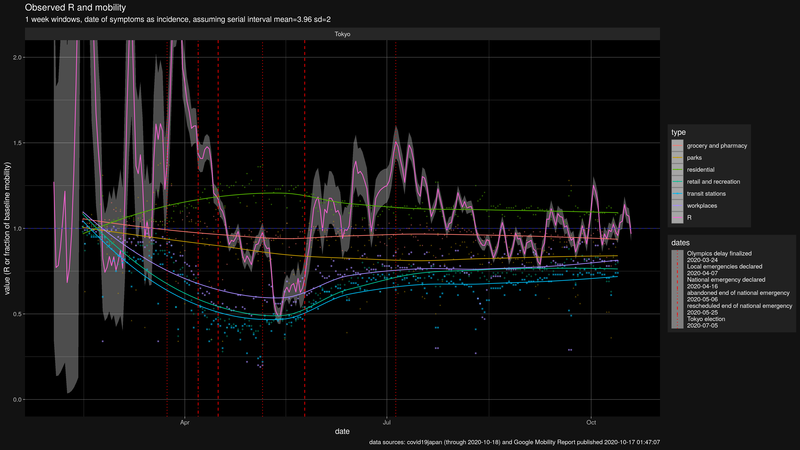 Observed R and mobility
1 week windows, date of symptoms as incidence, assuming serial interval mean=3.96 sd=2
Tokyo
2.0
1.5
1.0
0.5
0.0
value (R or fraction of baseline mobility)
Apr
Jul
Oct
date
type
grocery and pharmacy
parks
residential
retail and recreation
transit stations
workplaces
R
dates
Olympics delay finalized
2020-03-24
Local emergencies declared
2020-04-07
National emergency declared
2020-04-16
abandoned end of national emergency
2020-05-06
rescheduled end of national emergency
2020-05-25
Tokyo election
2020-07-05
data sources: covid19japan (through 2020-10-18) and Google Mobility Report published 2020-10-17 01:47:07